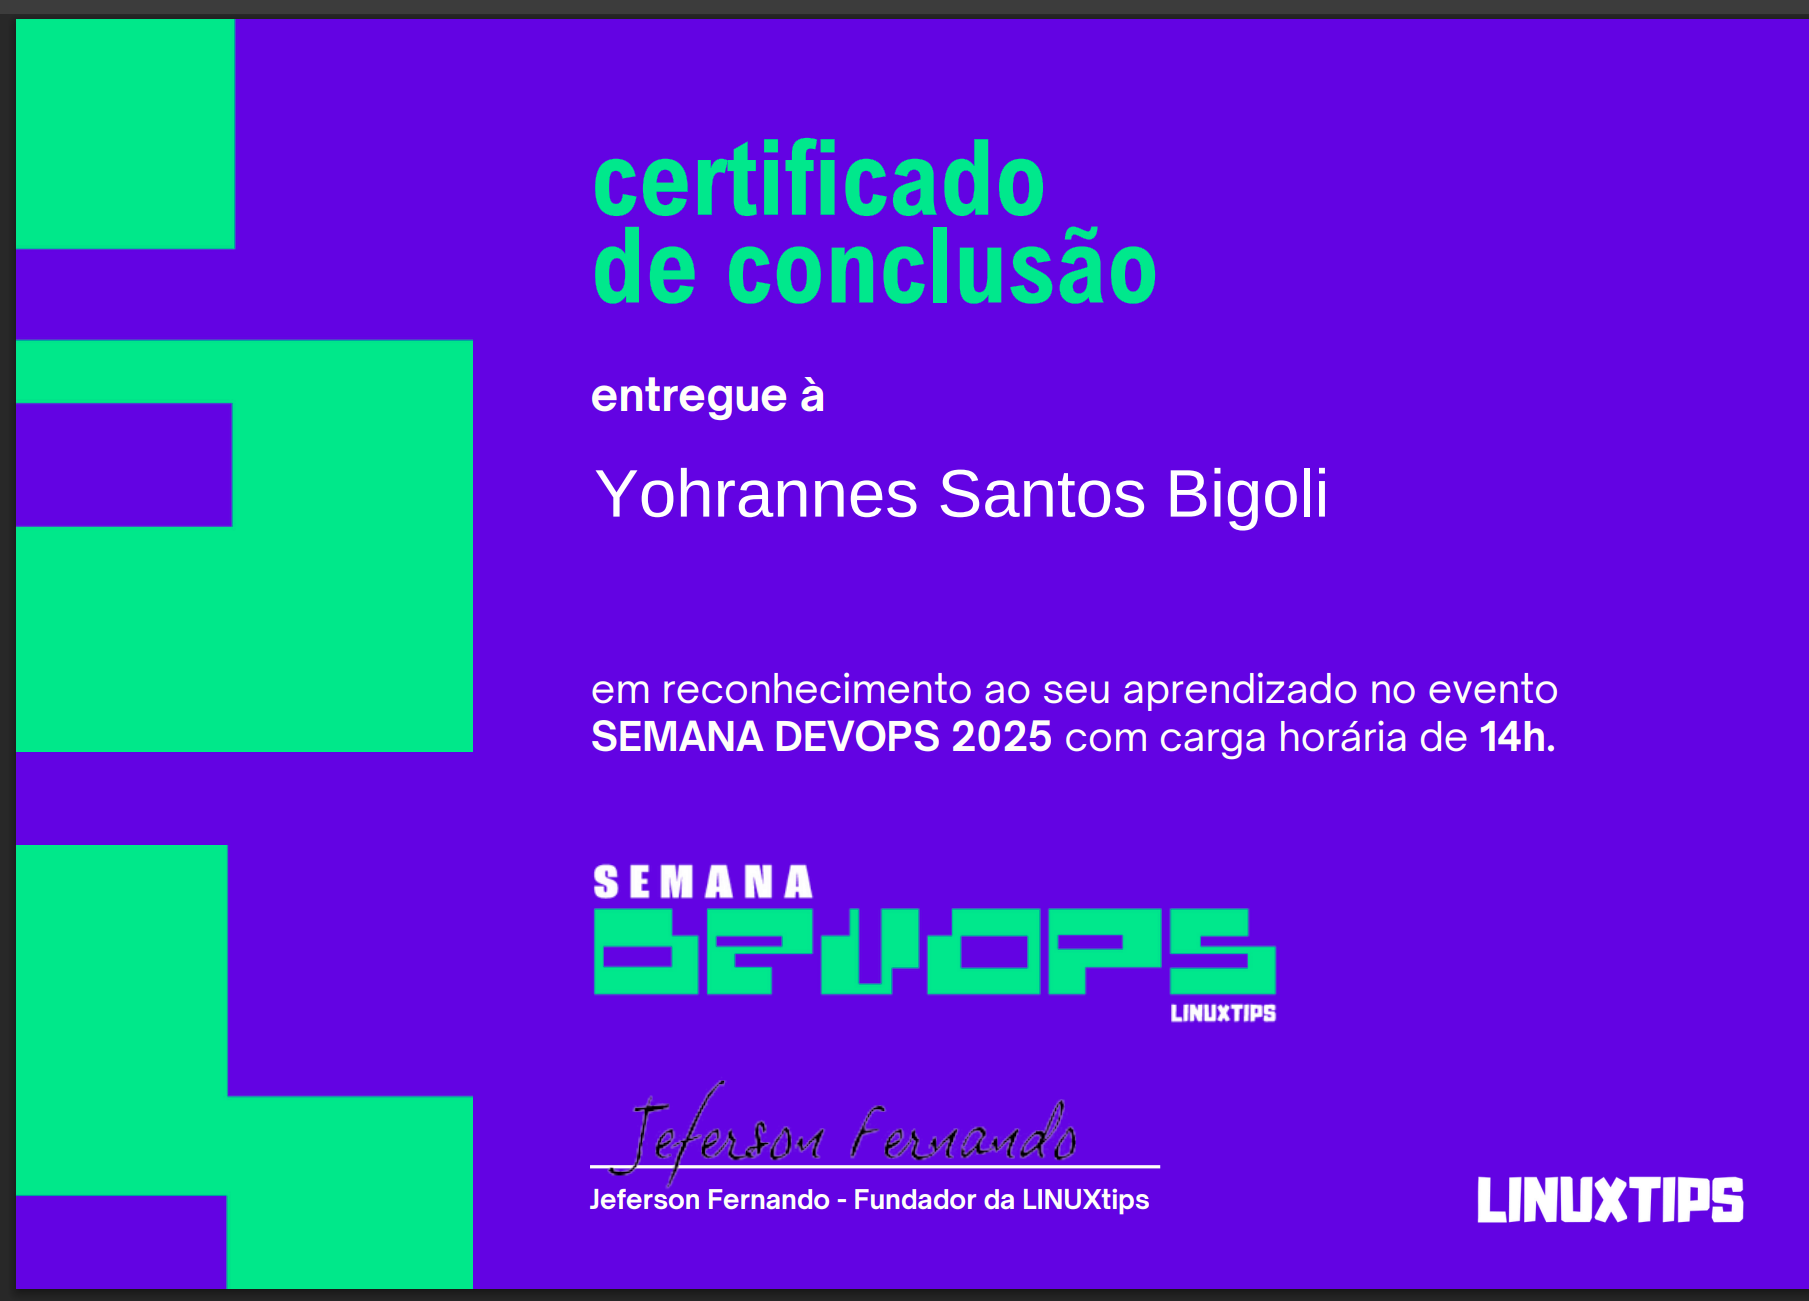 certificado
de conclusão
entregue à
Yohrannes Santos Bigoli
em reconhecimento ao seu aprendizado no evento
SEMANA DEVOPS 2025 com carga horária de 14h.
SEMANA
DEVOPS
LINUXTIPS
Jeferson Fernando
Jeferson Fernando - Fundador da LINUXtips
LINUXTIPS